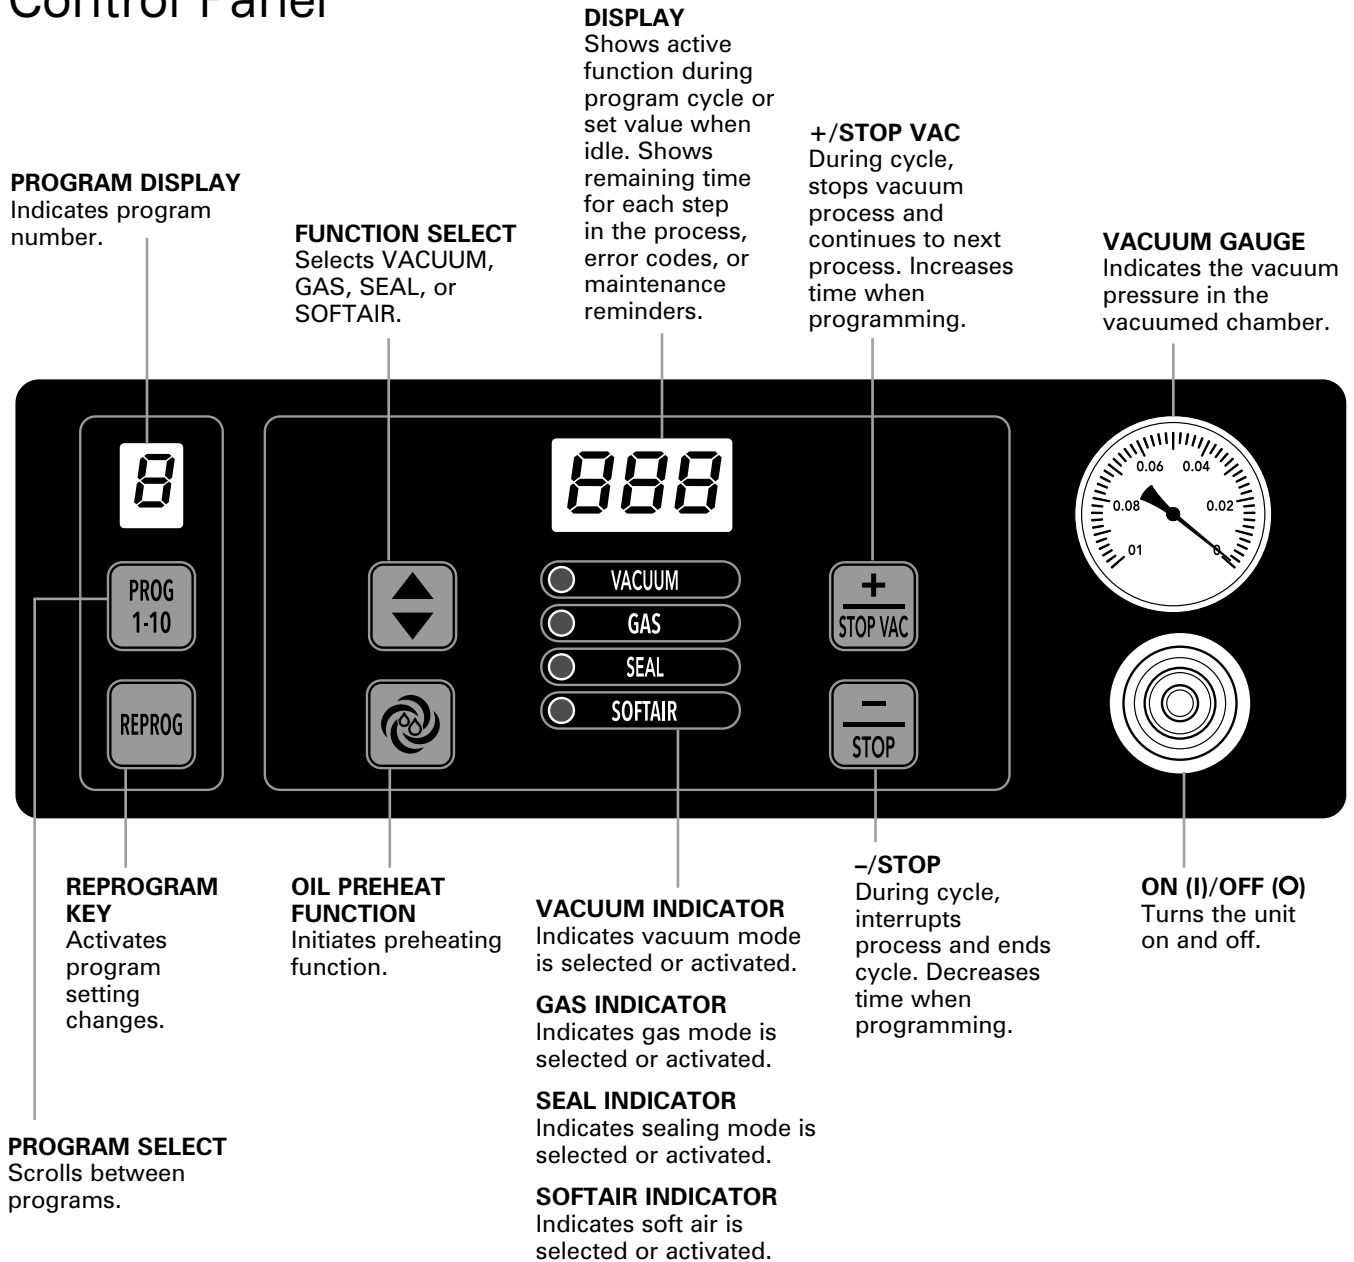 Control Panel
DISPLAY
Shows active
function during
program cycle or
set value when
idle. Shows
remaining time
for each step
in the process,
error codes, or
maintenance
reminders.
+/STOP VAC
During cycle,
stops vacuum
process and
continues to next
process. Increases
time when
programming.
PROGRAM DISPLAY
Indicates program
number.
FUNCTION SELECT
Selects VACUUM,
GAS, SEAL, or
SOFTAIR.
VACUUM GAUGE
Indicates the vacuum
pressure in the
vacuumed chamber.
8
888
0.06 0.04
0.08 0.02
01 0
PROG
1-10
REPROG
VACUUM
GAS
SEAL
SOFTAIR
+
STOP VAC
–
STOP
REPROGRAM
KEY
Activates
program
setting
changes.
OIL PREHEAT
FUNCTION
Initiates preheating
function.
VACUUM INDICATOR
Indicates vacuum mode
is selected or activated.
GAS INDICATOR
Indicates gas mode is
selected or activated.
SEAL INDICATOR
Indicates sealing mode is
selected or activated.
SOFTAIR INDICATOR
Indicates soft air is
selected or activated.
–/STOP
During cycle,
interrupts
process and ends
cycle. Decreases
time when
programming.
ON (I)/OFF (O)
Turns the unit
on and off.
PROGRAM SELECT
Scrolls between
programs.